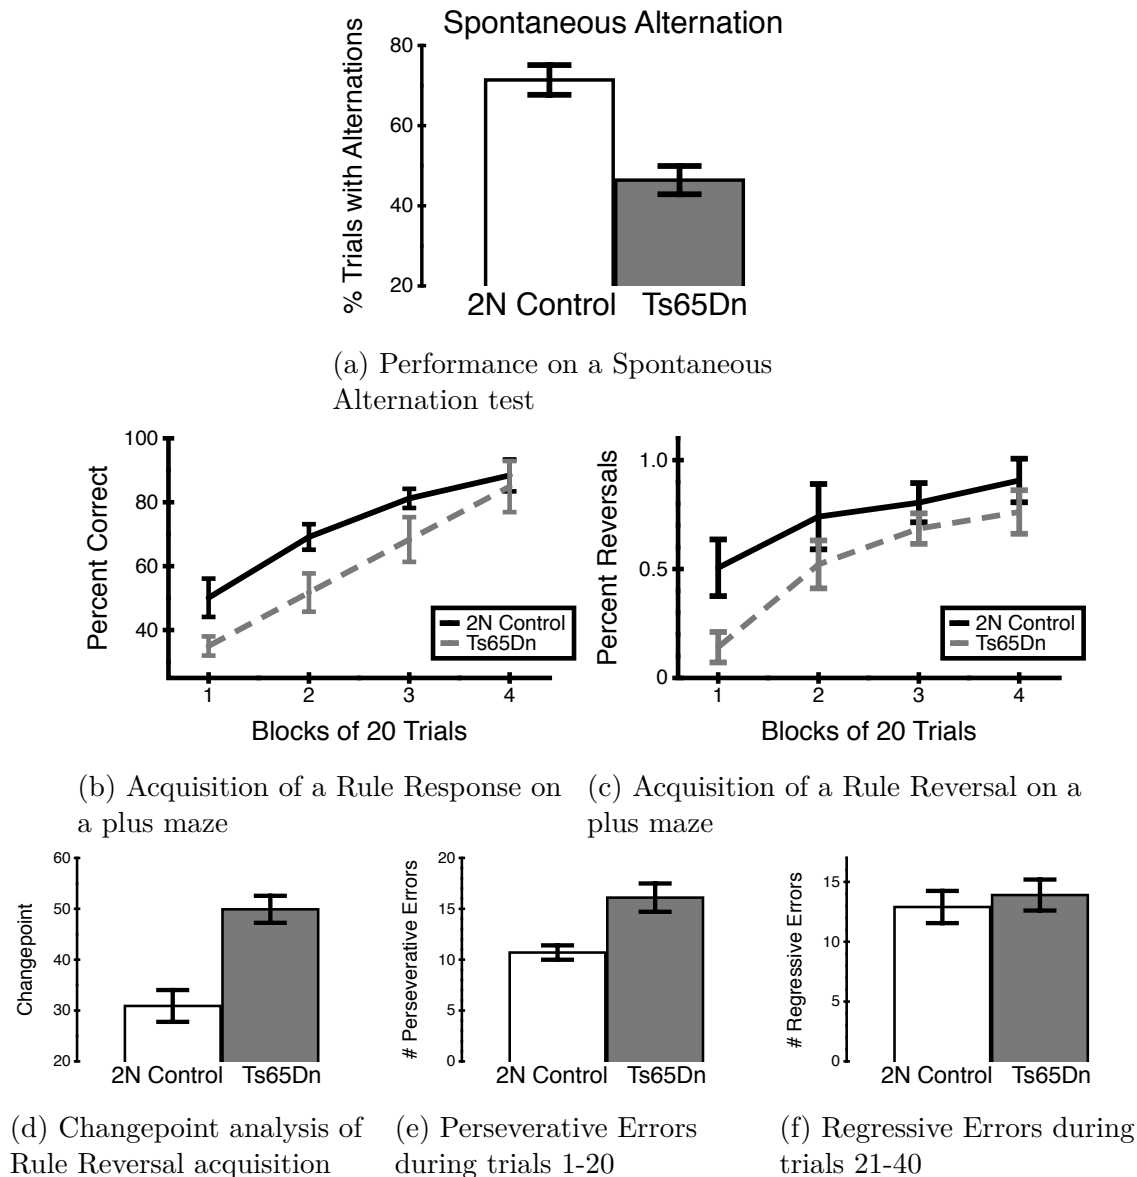 Spontaneous Alternation
% Trials with Alternations
80
60
40
20
2N Control Ts65Dn
(a) Performance on a Spontaneous
Alternation test
Percent Correct
100
80
60
40
1 2 3 4
Blocks of 20 Trials
2N Control
Ts65Dn
(b) Acquisition of a Rule Response on
a plus maze
Percent Reversals
1.0
0.5
0
1 2 3 4
Blocks of 20 Trials
2N Control
Ts65Dn
(c) Acquisition of a Rule Reversal on a
plus maze
Changepoint
60
50
40
30
20
2N Control Ts65Dn
(d) Changepoint analysis of
Rule Reversal acquisition
# Perseverative Errors
20
15
10
5
0
2N Control Ts65Dn
(e) Perseverative Errors
during trials 1-20
# Regressive Errors
15
10
5
0
2N Control Ts65Dn
(f) Regressive Errors during
trials 21-40